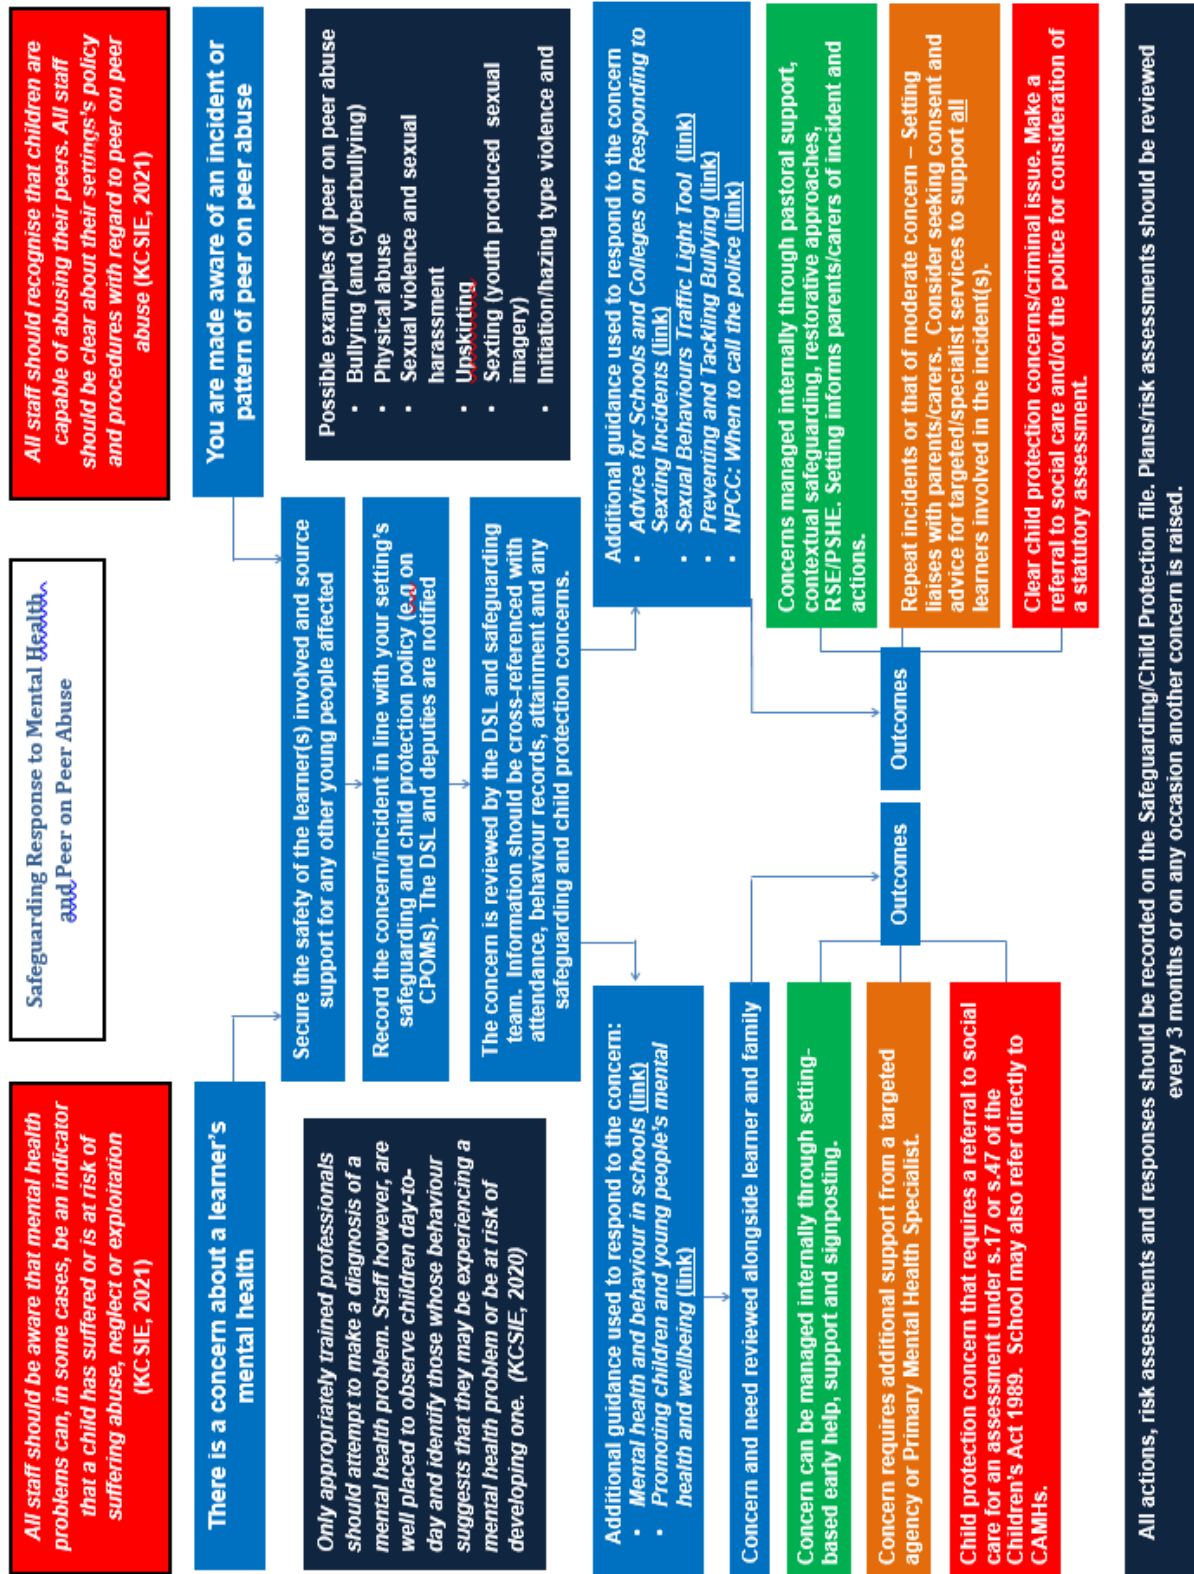 All staff should be aware that mental health
problems can, in some cases, be an indicator
that a child has suffered or is at risk of
suffering abuse, neglect or exploitation
(KCSIE, 2021)
Safeguarding Response to Mental Health
and Peer on Peer Abuse
All staff should recognise that children are
capable of abusing their peers. All staff
should be clear about their settings's policy
and procedures with regard to peer on peer
abuse (KCSIE, 2021)
There is a concern about a learner's
mental health
You are made aware of an incident or
pattern of peer on peer abuse
Only appropriately trained professionals
should attempt to make a diagnosis of a
mental health problem. Staff however, are
well placed to observe children day-to-
day and identify those whose behaviour
suggests that they may be experiencing a
mental health problem or be at risk of
developing one. (KCSIE, 2020)
Secure the safety of the learner(s) involved and source
support for any other young people affected
Record the concern/incident in line with your setting's
safeguarding and child protection policy (e.g on
CPOMs). The DSL and deputies are notified
The concern is reviewed by the DSL and safeguarding
team. Information should be cross-referenced with
attendance, behaviour records, attainment and any
safeguarding and child protection concerns.
Possible examples of peer on peer abuse
• Bullying (and cyberbullying)
• Physical abuse
• Sexual violence and sexual
harassment
• Upskirting
• Sexting (youth produced sexual
imagery)
• Initiation/hazing type violence and
Additional guidance used to respond to the concern:
• Mental health and behaviour in schools (link)
• Promoting children and young people's mental
health and wellbeing (link)
Concern and need reviewed alongside learner and family
Outcomes
Concern can be managed internally through setting-
based early help, support and signposting.
Concern requires additional support from a targeted
agency or Primary Mental Health Specialist.
Child protection concern that requires a referral to social
care for an assessment under s.17 or s.47 of the
Children's Act 1989. School may also refer directly to
CAMHs.
Additional guidance used to respond to the concern
• Advice for Schools and Colleges on Responding to
Sexting Incidents (link)
• Sexual Behaviours Traffic Light Tool (link)
• Preventing and Tackling Bullying (link)
• NPCC: When to call the police (link)
Outcomes
Concerns managed internally through pastoral support,
contextual safeguarding, restorative approaches,
RSE/PSHE. Setting informs parents/carers of incident and
actions.
Repeat incidents or that of moderate concern – Setting
liaises with parents/carers. Consider seeking consent and
advice for targeted/specialist services to support all
learners involved in the incident(s).
Clear child protection concerns/criminal issue. Make a
referral to social care and/or the police for consideration of
a statutory assessment.
All actions, risk assessments and responses should be recorded on the Safeguarding/Child Protection file. Plans/risk assessments should be reviewed
every 3 months or on any occasion another concern is raised.